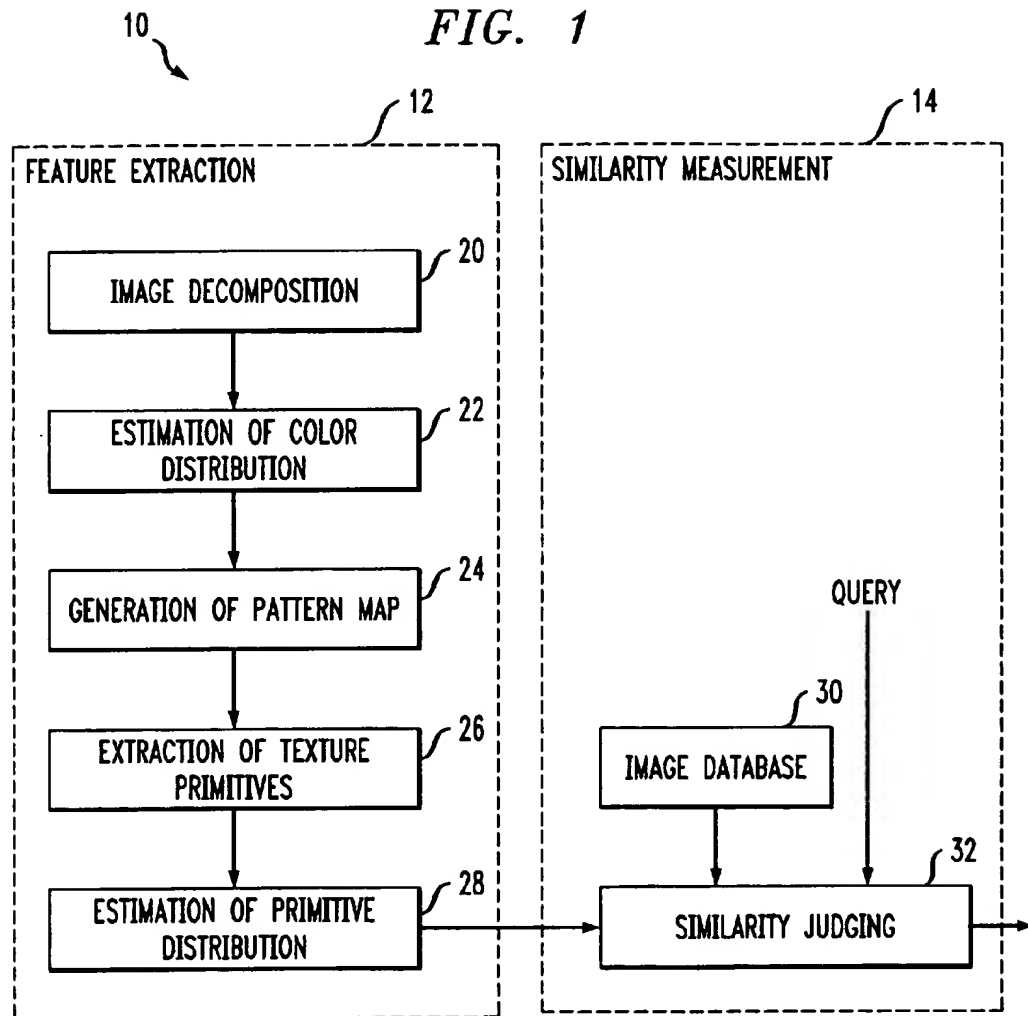 FIG. 1
10
12
14
FEATURE EXTRACTION
20
IMAGE DECOMPOSITION
22
ESTIMATION OF COLOR
DISTRIBUTION
24
GENERATION OF PATTERN MAP
26
EXTRACTION OF TEXTURE
PRIMITIVES
28
ESTIMATION OF PRIMITIVE
DISTRIBUTION
SIMILARITY MEASUREMENT
QUERY
30
IMAGE DATABASE
32
SIMILARITY JUDGING